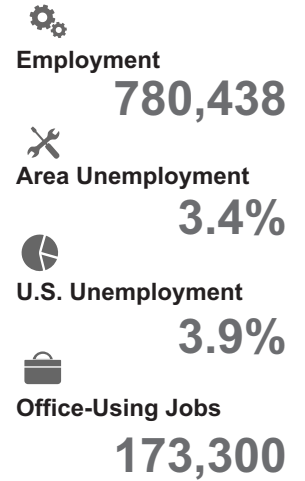 Employment
780,438
Area Unemployment
3.4%
U.S. Unemployment
3.9%
Office-Using Jobs
173,300